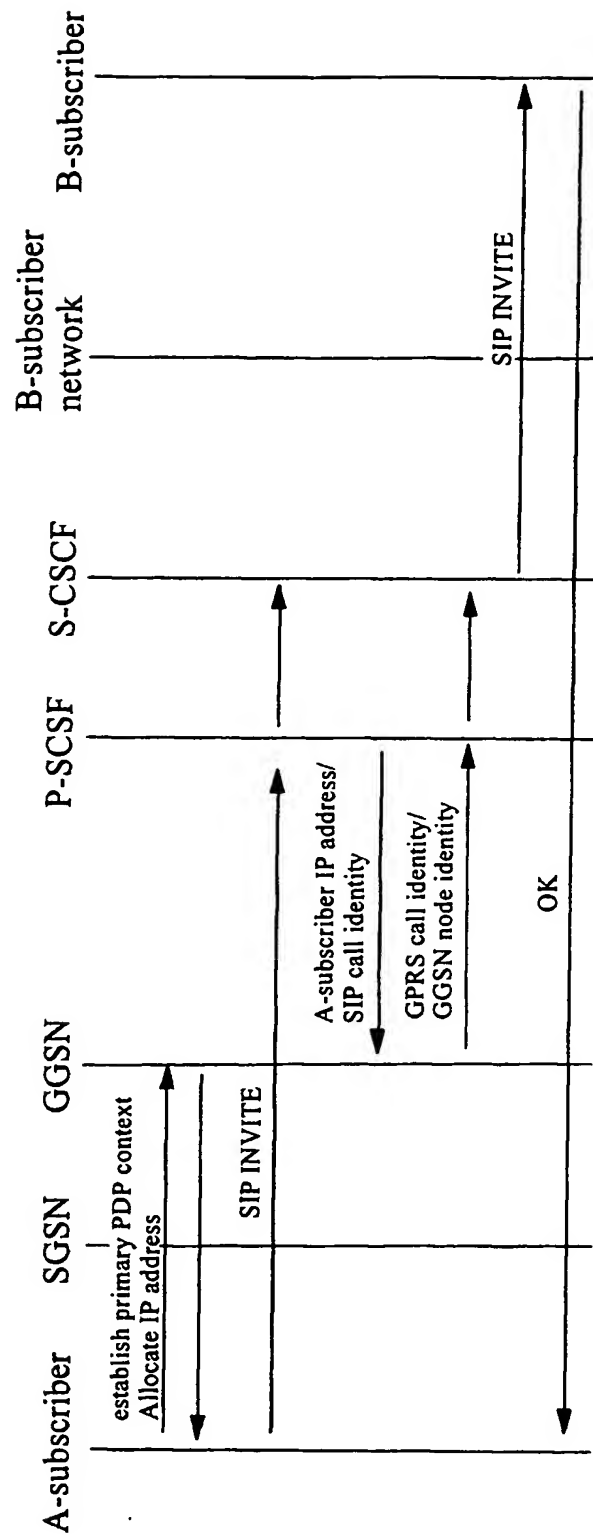 A-subscriber
SGSN
GGSN
P-SCSF
S-CSCF
B-subscriber
network
B-subscriber
establish primary PDP context
Allocate IP address
SIP INVITE
A-subscriber IP address/
SIP call identity
GPRS call identity/
GGSN node identity
SIP INVITE
OK